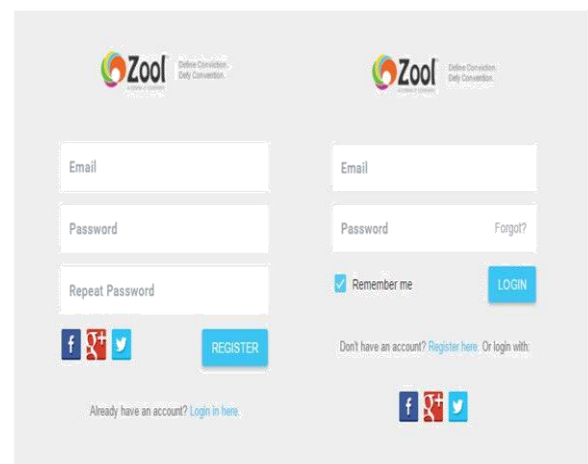 Zool
Define Conviction.
Defy Convention.
Email
Password
Repeat Password
f g+
REGISTER
Already have an account? Login in here.
Zool
Define Conviction.
Defy Convention.
Email
Password Forgot?
Remember me LOGIN
Don't have an account? Register here. Or login with:
f g+